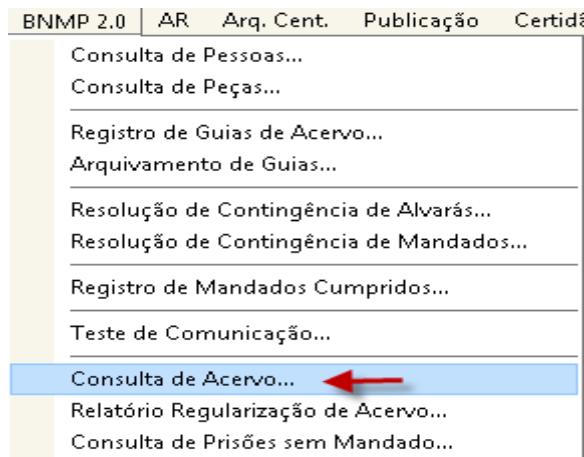 BNMP 2.0 AR Arq. Cent. Publicação
Consulta de Pessoas...
Consulta de Peças...
Registro de Guias de Acervo...
Arquivamento de Guias...
Resolução de Contingência de Alvarás...
Resolução de Contingência de Mandados...
Registro de Mandados Cumpridos...
Teste de Comunicação...
Consulta de Acervo...
Relatório Regularização de Acervo...
Consulta de Prisões sem Mandado...